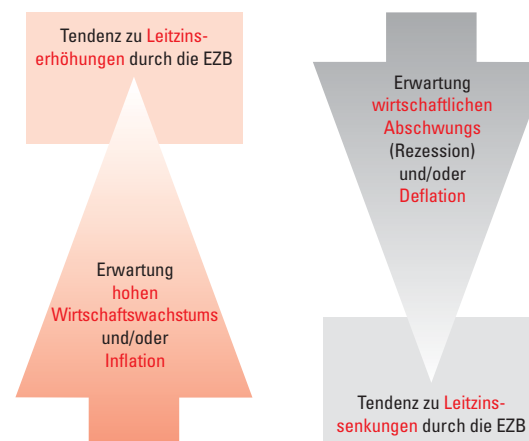 Tendenz zu Leitzins-
erhöhungen durch die EZB
Erwartung
hohen
Wirtschaftswachstums
und/oder
Inflation
Erwartung
wirtschaftlichen
Abschwungs
(Rezession)
und/oder
Deflation
Tendenz zu Leitzins-
senkungen durch die EZB